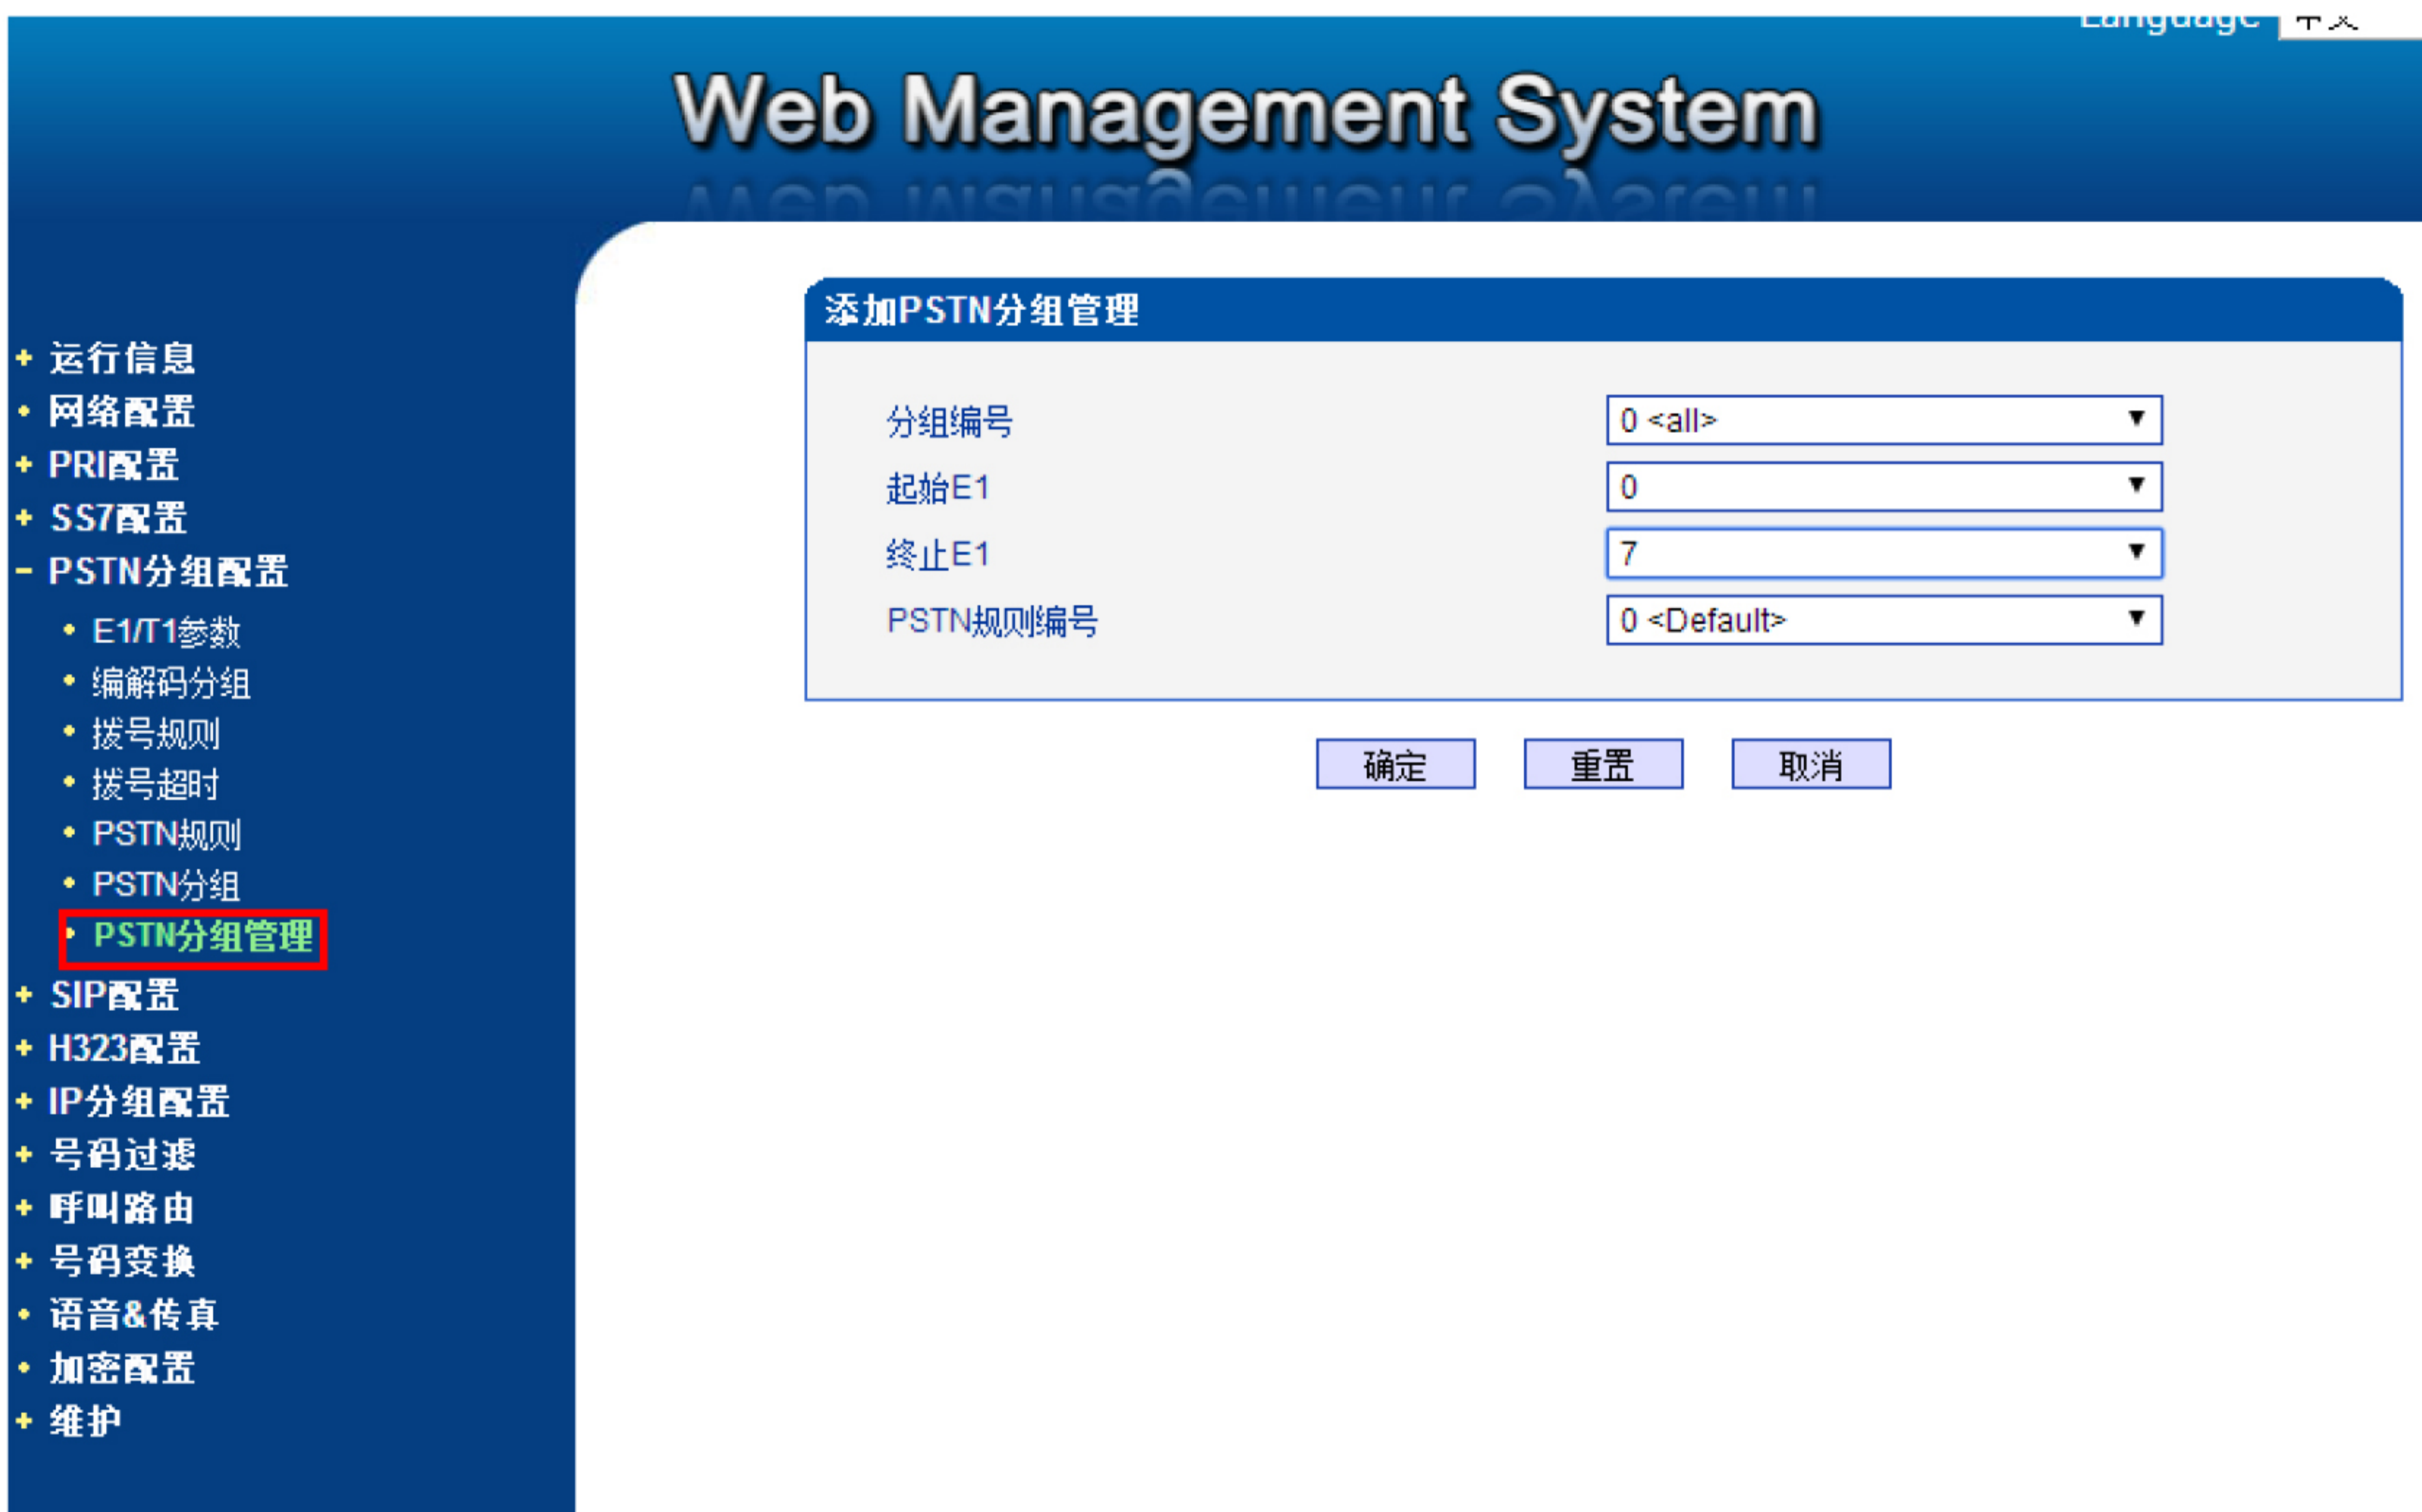 Language 中文
Web Management System
添加PSTN分组管理
分组编号 0 <all>
起始E1 0
终止E1 7
PSTN规则编号 0 <Default>
确定 重置 取消
+ 运行信息
• 网络配置
+ PRI配置
+ SS7配置
− PSTN分组配置
• E1/T1参数
• 编解码分组
• 拨号规则
• 拨号超时
• PSTN规则
• PSTN分组
• PSTN分组管理
+ SIP配置
+ H323配置
+ IP分组配置
+ 号码过滤
+ 呼叫路由
+ 号码变换
• 语音&传真
• 加密配置
+ 维护